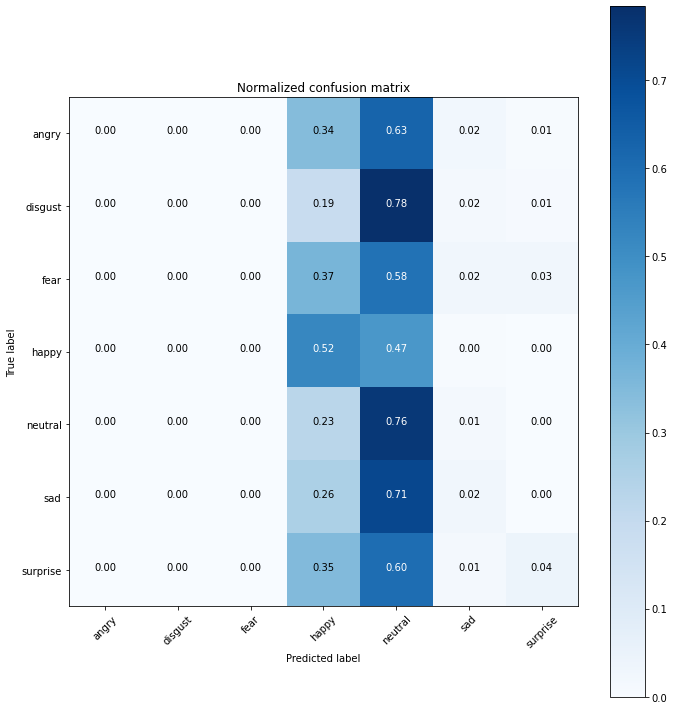 Normalized confusion matrix
True label
angry 0.00 0.00 0.00 0.34 0.63 0.02 0.01
disgust 0.00 0.00 0.00 0.19 0.78 0.02 0.01
fear 0.00 0.00 0.00 0.37 0.58 0.02 0.03
happy 0.00 0.00 0.00 0.52 0.47 0.00 0.00
neutral 0.00 0.00 0.00 0.23 0.76 0.01 0.00
sad 0.00 0.00 0.00 0.26 0.71 0.02 0.00
surprise 0.00 0.00 0.00 0.35 0.60 0.01 0.04
angry disgust fear happy neutral sad surprise
Predicted label
0.7
0.6
0.5
0.4
0.3
0.2
0.1
0.0